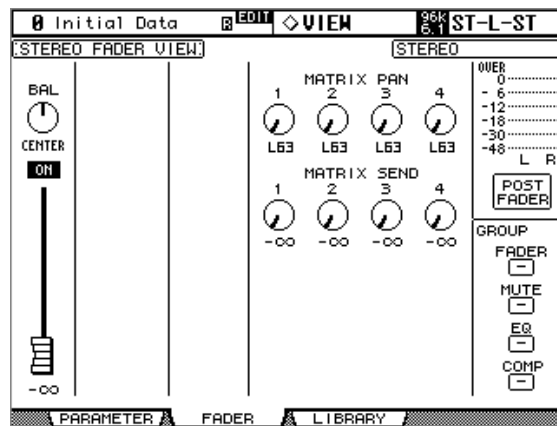 0 Initial Data R EDIT ◇VIEW 96K 6.1 ST-L-ST
STEREO FADER VIEW
STEREO
BAL
CENTER
ON
-∞
MATRIX PAN
1 2 3 4
L63 L63 L63 L63
MATRIX SEND
1 2 3 4
-∞ -∞ -∞ -∞
OVER
0
- 6
-12
-18
-30
-48
L R
POST
FADER
GROUP
FADER
-
MUTE
-
EQ
-
COMP
-
PARAMETER FADER LIBRARY